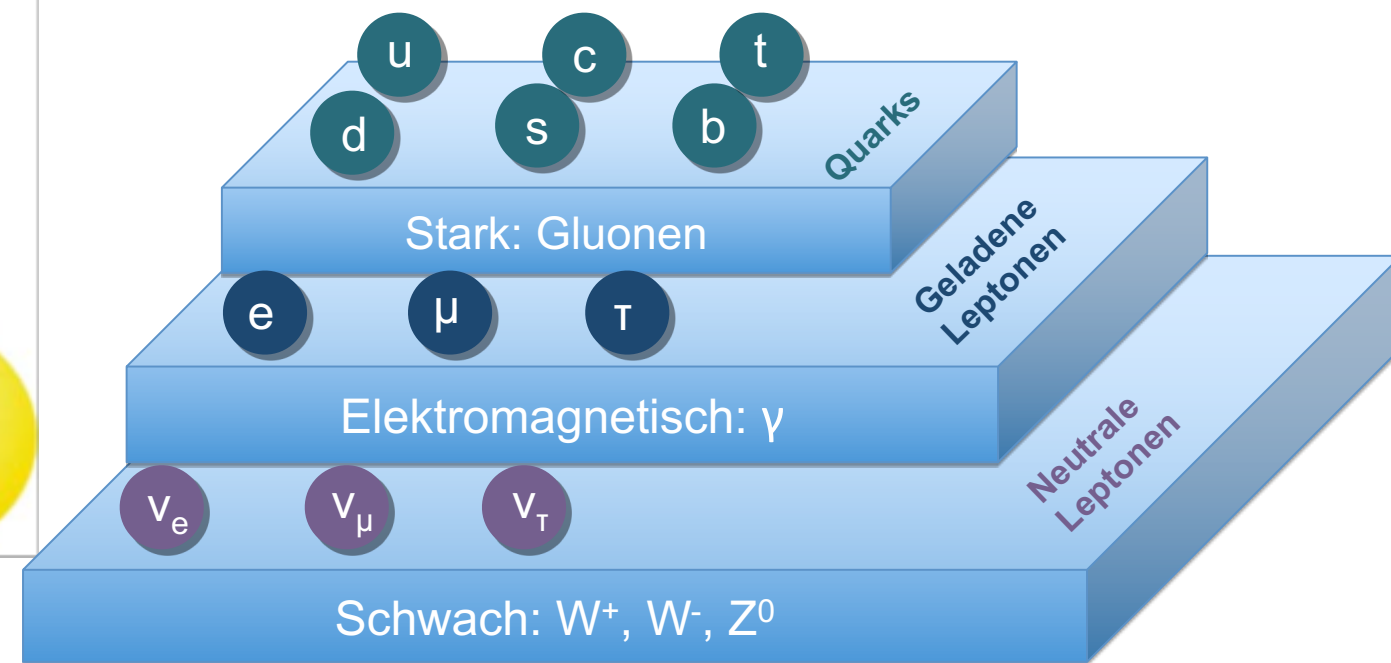 u c t
d s b
Quarks
Stark: Gluonen
Geladene
Leptonen
e μ τ
Elektromagnetisch: γ
Neutrale
Leptonen
νe νμ ντ
Schwach: W⁺, W⁻, Z⁰